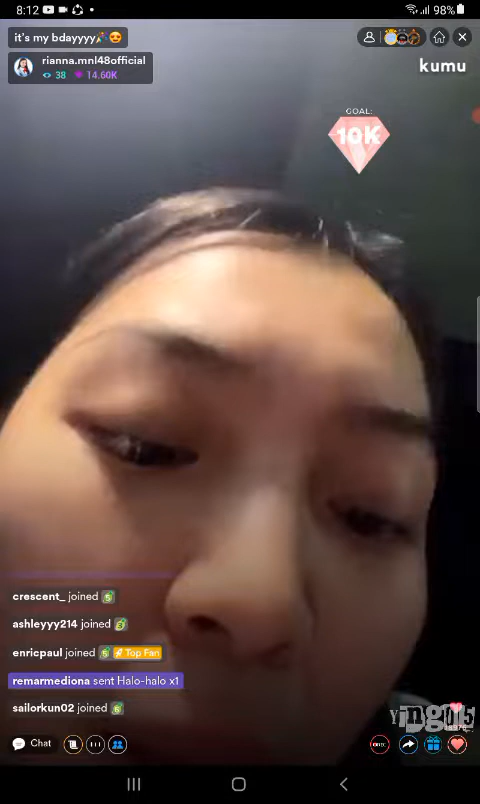 8:12
98%
it's my bdayyyy🎉😍
rianna.mnl48official
38 14.60K
kumu
GOAL:
10K
crescent_ joined
ashleyyy214 joined
enricpaul joined Top Fan
remarmediona sent Halo-halo x1
sailorkun02 joined
Chat